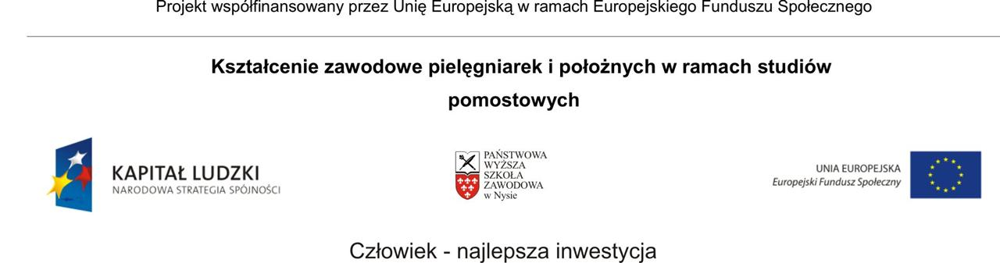 Projekt współfinansowany przez Unię Europejską w ramach Europejskiego Funduszu Społecznego
Kształcenie zawodowe pielęgniarek i położnych w ramach studiów
pomostowych
KAPITAŁ LUDZKI
NARODOWA STRATEGIA SPÓJNOŚCI
PAŃSTWOWA
WYŻSZA
SZKOŁA
ZAWODOWA
w Nysie
UNIA EUROPEJSKA
Europejski Fundusz Społeczny
Człowiek - najlepsza inwestycja